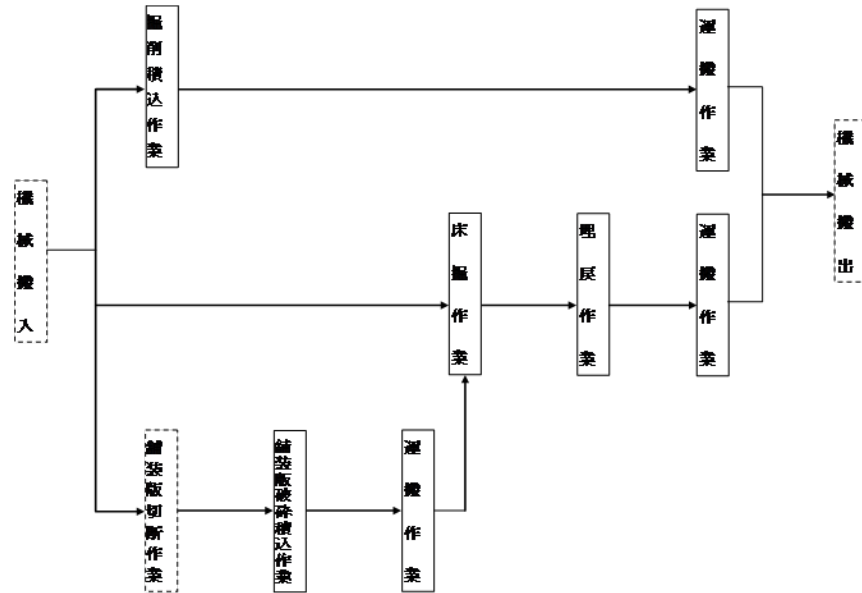 機械搬入
掘削積込作業
運搬作業
床掘作業
埋戻作業
運搬作業
舗装版切断作業
舗装版破砕積込作業
運搬作業
機械搬出